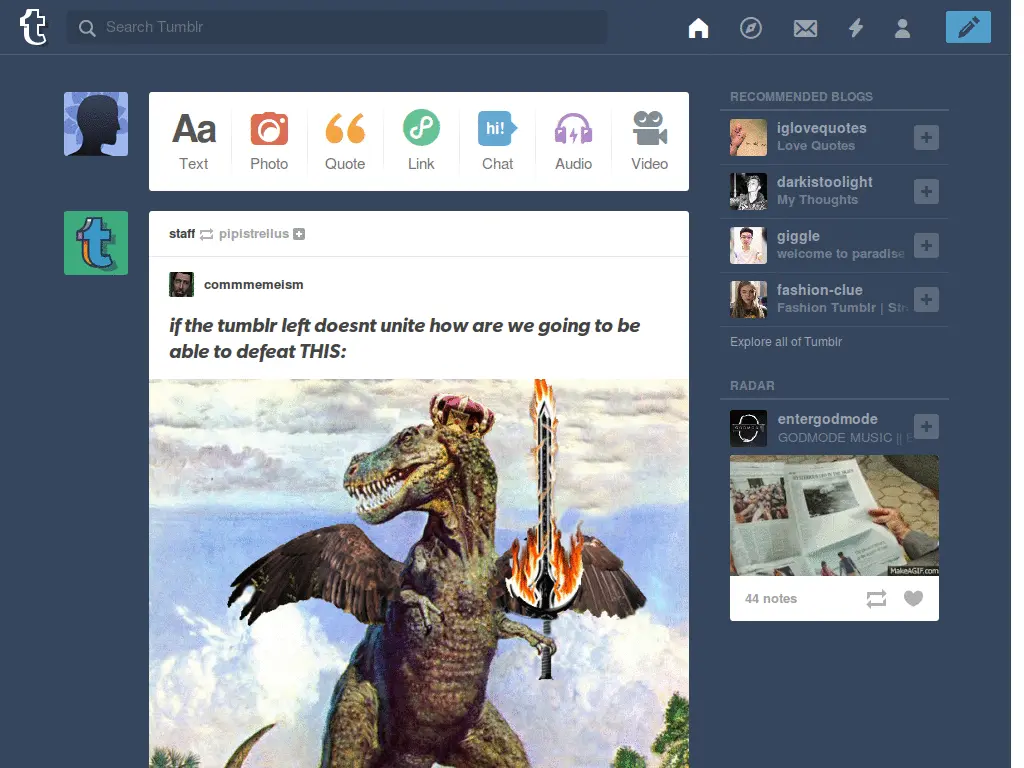 Search Tumblr
Aa
Text
Photo
Quote
Link
hi!
Chat
Audio
Video
staff pipistrellus
commmemeism
if the tumblr left doesnt unite how are we going to be
able to defeat THIS:
RECOMMENDED BLOGS
iglovequotes
Love Quotes
darkistoolight
My Thoughts
giggle
welcome to paradise
fashion-clue
Fashion Tumblr | Str
Explore all of Tumblr
RADAR
entergodmode
GODMODE MUSIC || E
MakeAGIF.com
44 notes